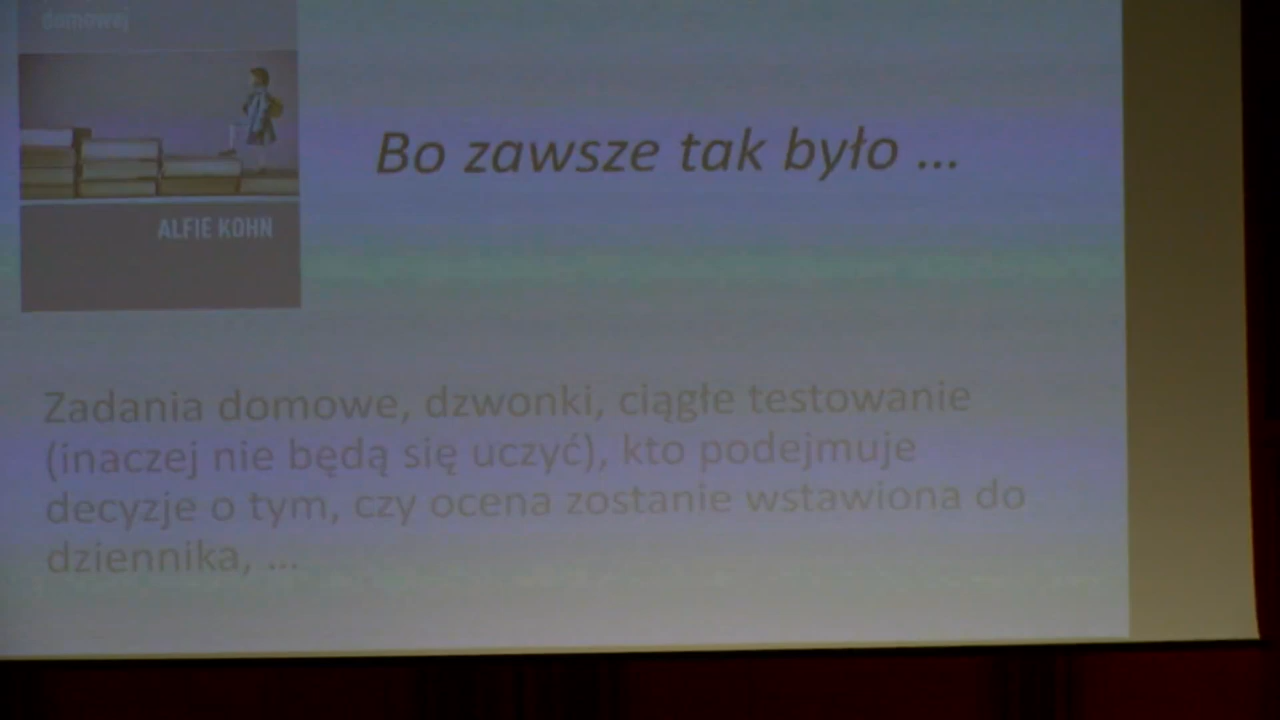 domowej
ALFIE KOHN
Bo zawsze tak było ...
Zadania domowe, dzwonki, ciągłe testowanie
(inaczej nie będą się uczyć), kto podejmuje
decyzje o tym, czy ocena zostanie wstawiona do
dziennika, ...